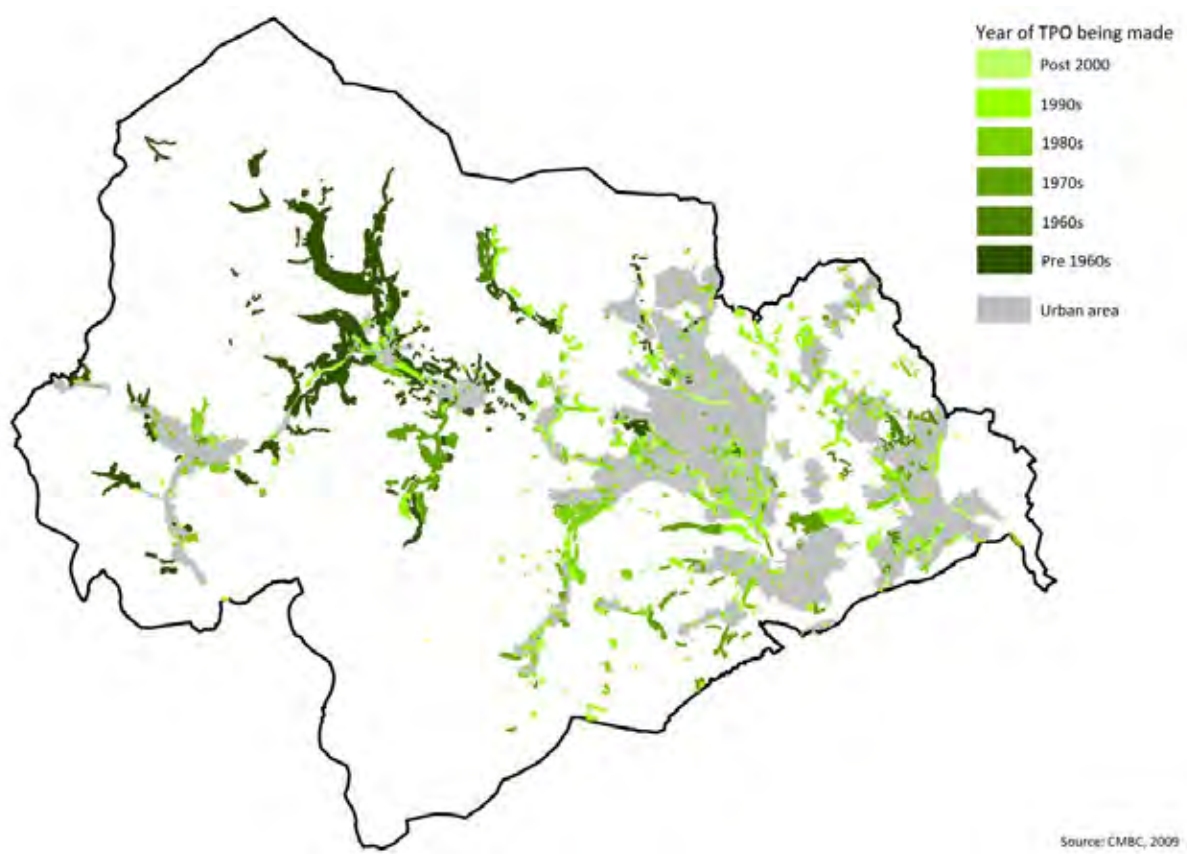 Year of TPO being made
Post 2000
1990s
1980s
1970s
1960s
Pre 1960s
Urban area
Source: CMBC, 2009